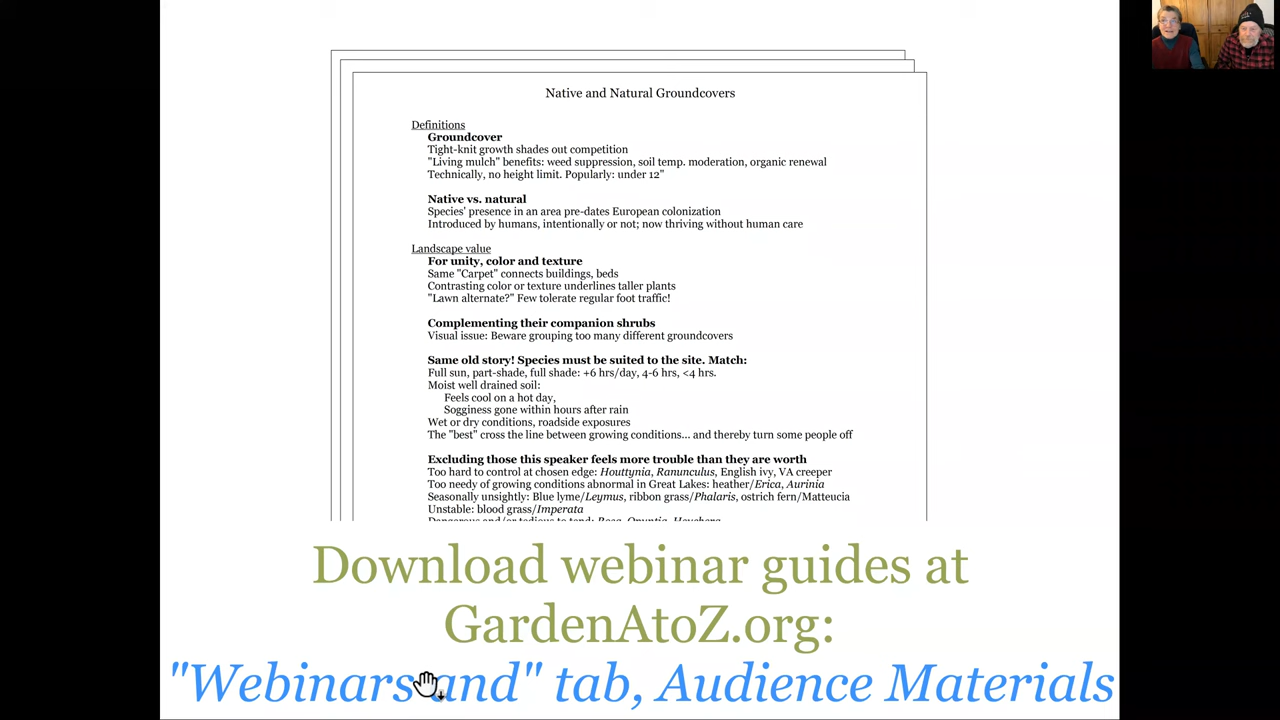 Native and Natural Groundcovers
Definitions
Groundcover
Tight-knit growth shades out competition
"Living mulch" benefits: weed suppression, soil temp. moderation, organic renewal
Technically, no height limit. Popularly: under 12"
Native vs. natural
Species' presence in an area pre-dates European colonization
Introduced by humans, intentionally or not; now thriving without human care
Landscape value
For unity, color and texture
Same "Carpet" connects buildings, beds
Contrasting color or texture underlines taller plants
"Lawn alternate?" Few tolerate regular foot traffic!
Complementing their companion shrubs
Visual issue: Beware grouping too many different groundcovers
Same old story! Species must be suited to the site. Match:
Full sun, part-shade, full shade: +6 hrs/day, 4-6 hrs, <4 hrs.
Moist well drained soil:
Feels cool on a hot day,
Sogginess gone within hours after rain
Wet or dry conditions, roadside exposures
The "best" cross the line between growing conditions... and thereby turn some people off
Excluding those this speaker feels more trouble than they are worth
Too hard to control at chosen edge: Houttynia, Ranunculus, English ivy, VA creeper
Too needy of growing conditions abnormal in Great Lakes: heather/Erica, Aurinia
Seasonally unsightly: Blue lyme/Leymus, ribbon grass/Phalaris, ostrich fern/Matteucia
Unstable: blood grass/Imperata
Dangerous and/or tedious to tend: Rosa, Opuntia, Heuchera
Download webinar guides at
GardenAtoZ.org:
"Webinars and" tab, Audience Materials